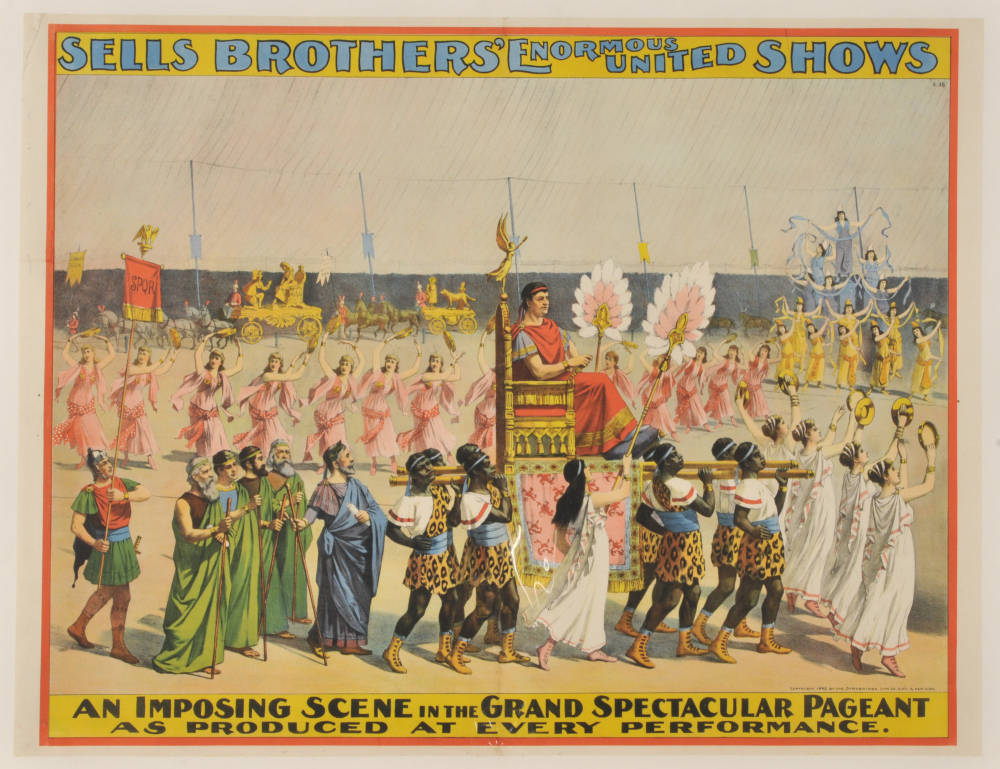 SELLS BROTHERS' ENORMOUS UNITED SHOWS
SPQR
AN IMPOSING SCENE IN THE GRAND SPECTACULAR PAGEANT
AS PRODUCED AT EVERY PERFORMANCE.